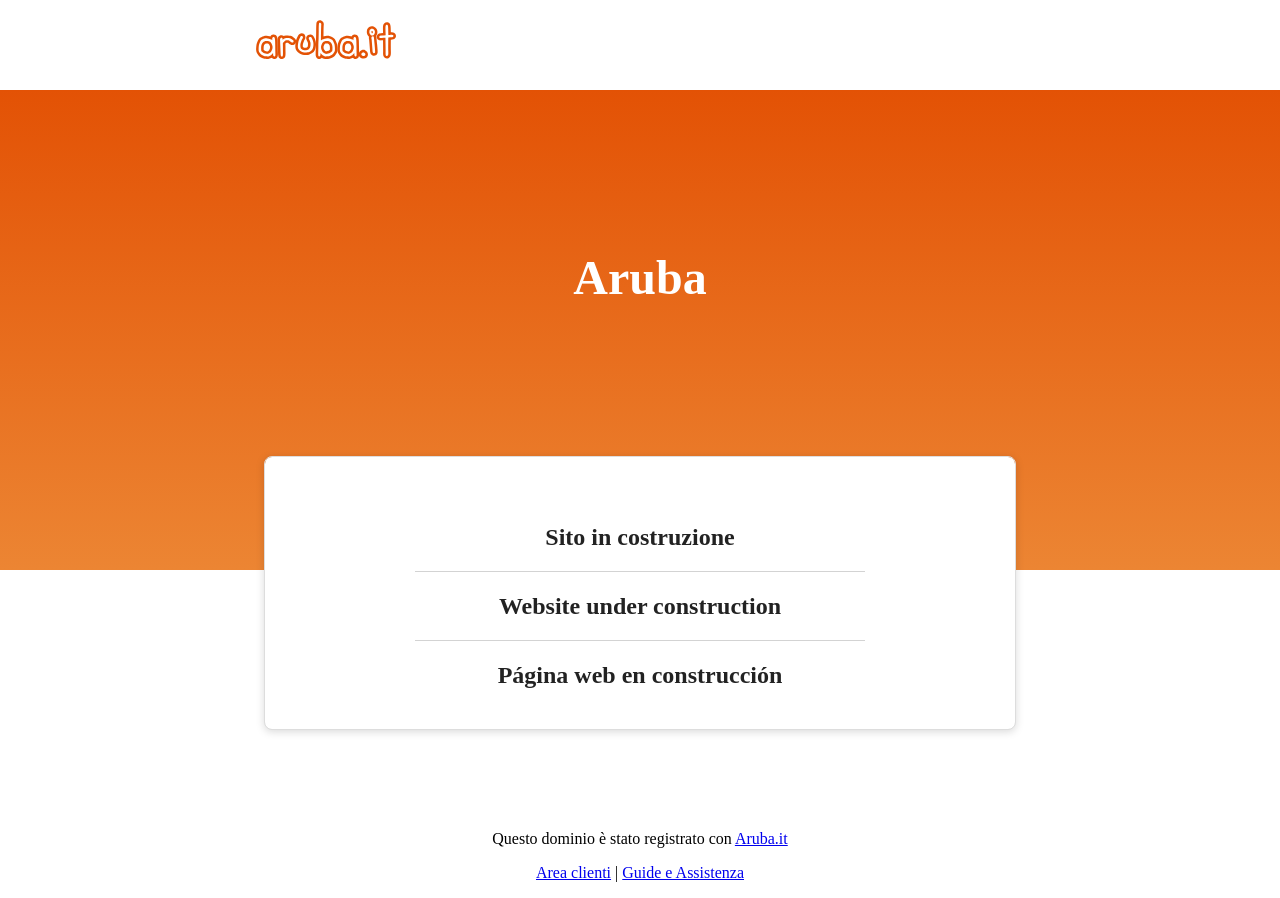 aruba.it
Aruba
Sito in costruzione
Website under construction
Página web en construcción
Questo dominio è stato registrato con Aruba.it
Area clienti | Guide e Assistenza